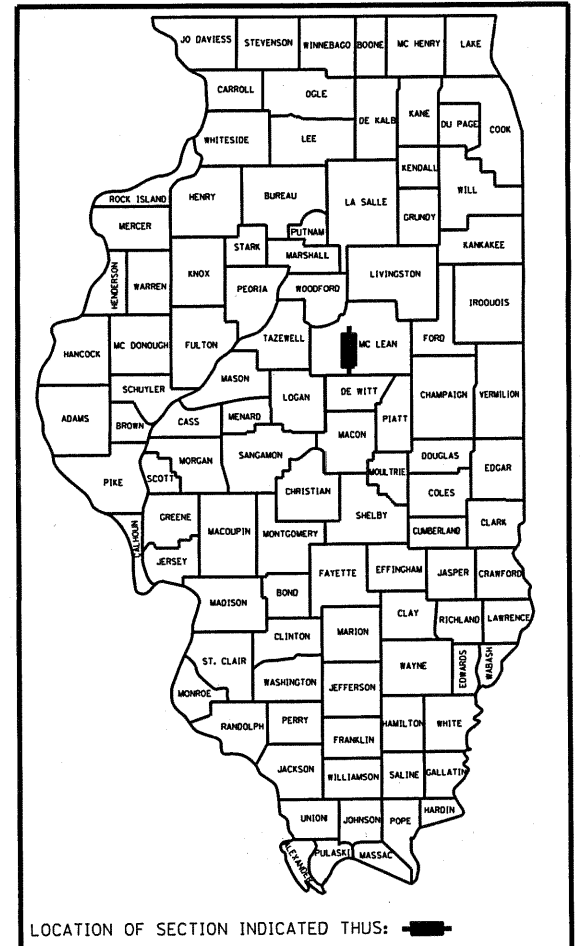 JO DAVIESS STEVENSON WINNEBAGO BOONE MC HENRY LAKE
CARROLL OGLE DE KALB KANE DU PAGE COOK
WHITESIDE LEE
KENDALL WILL
ROCK ISLAND HENRY BUREAU LA SALLE GRUNDY
MERCER PUTNAM
STARK MARSHALL KANKAKEE
HENDERSON WARREN KNOX PEORIA WOODFORD LIVINGSTON IROQUOIS
HANCOCK MC DONOUGH FULTON TAZEWELL MC LEAN FORD
MASON
SCHUYLER LOGAN DE WITT CHAMPAIGN VERMILION
ADAMS BROWN CASS MENARD MACON PIATT
MORGAN SANGAMON DOUGLAS EDGAR
PIKE SCOTT CHRISTIAN MOULTRIE COLES
GREENE MACOUPIN MONTGOMERY SHELBY CUMBERLAND CLARK
CALHOUN
JERSEY FAYETTE EFFINGHAM JASPER CRAWFORD
MADISON BOND
CLAY RICHLAND LAWRENCE
CLINTON MARION
ST. CLAIR WAYNE EDWARDS WABASH
WASHINGTON JEFFERSON
MONROE
RANDOLPH PERRY HAMILTON WHITE
FRANKLIN
JACKSON WILLIAMSON SALINE GALLATIN
HARDIN
UNION JOHNSON POPE
ALEXANDER PULASKI MASSAC
LOCATION OF SECTION INDICATED THUS: